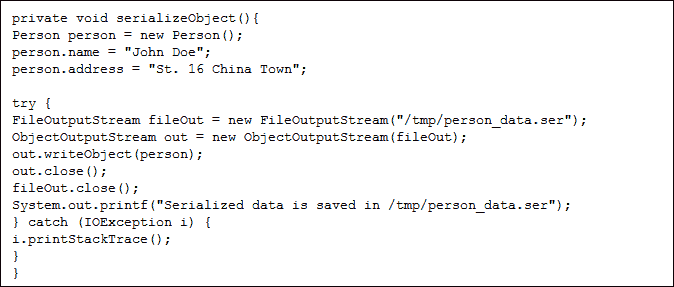 private void serializeObject(){
Person person = new Person();
person.name = "John Doe";
person.address = "St. 16 China Town";

try {
FileOutputStream fileOut = new FileOutputStream("/tmp/person_data.ser");
ObjectOutputStream out = new ObjectOutputStream(fileOut);
out.writeObject(person);
out.close();
fileOut.close();
System.out.printf("Serialized data is saved in /tmp/person_data.ser");
} catch (IOException i) {
i.printStackTrace();
}
}